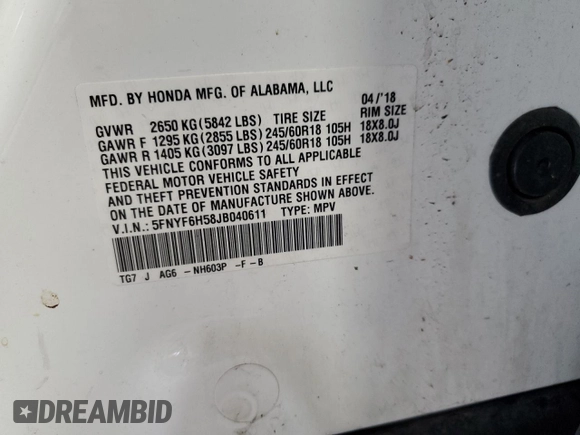 MFD. BY HONDA MFG. OF ALABAMA, LLC 04/'18
GVWR 2650 KG(5842 LBS) TIRE SIZE RIM SIZE
GAWR F 1295 KG(2855 LBS)245/60R18 105H 18X8.0J
GAWR R 1405 KG(3097 LBS)245/60R18 105H 18X8.0J
THIS VEHICLE CONFORMS TO ALL APPLICABLE
FEDERAL MOTOR VEHICLE SAFETY
AND THEFT PREVENTION STANDARDS IN EFFECT
ON THE DATE OF MANUFACTURE SHOWN ABOVE.
V.I.N.: 5FNYF6H58JB040611 TYPE: MPV
TG7 J AG6 -NH603P -F-B
DREAMBID